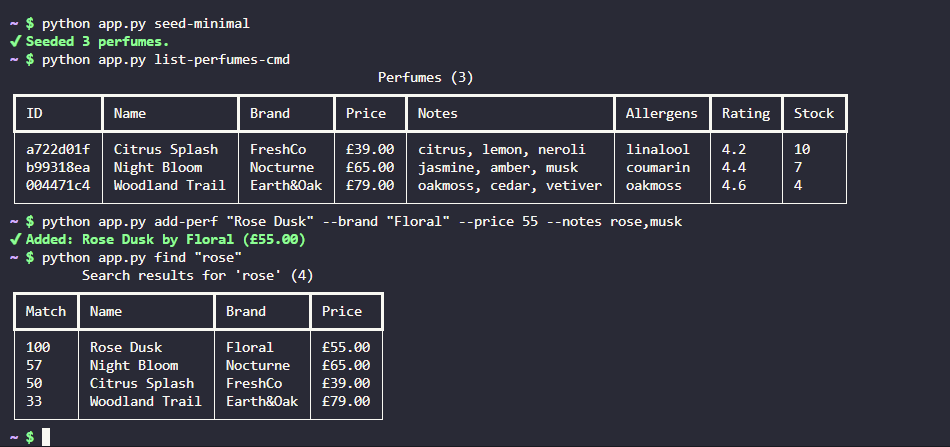 ~ $ python app.py seed-minimal
✔ Seeded 3 perfumes.
~ $ python app.py list-perfumes-cmd
Perfumes (3)
ID Name Brand Price Notes Allergens Rating Stock
a722d01f Citrus Splash FreshCo £39.00 citrus, lemon, neroli linalool 4.2 10
b99318ea Night Bloom Nocturne £65.00 jasmine, amber, musk coumarin 4.4 7
004471c4 Woodland Trail Earth&Oak £79.00 oakmoss, cedar, vetiver oakmoss 4.6 4
~ $ python app.py add-perf "Rose Dusk" --brand "Floral" --price 55 --notes rose,musk
✔ Added: Rose Dusk by Floral (£55.00)
~ $ python app.py find "rose"
Search results for 'rose' (4)
Match Name Brand Price
100 Rose Dusk Floral £55.00
57 Night Bloom Nocturne £65.00
50 Citrus Splash FreshCo £39.00
33 Woodland Trail Earth&Oak £79.00
~ $